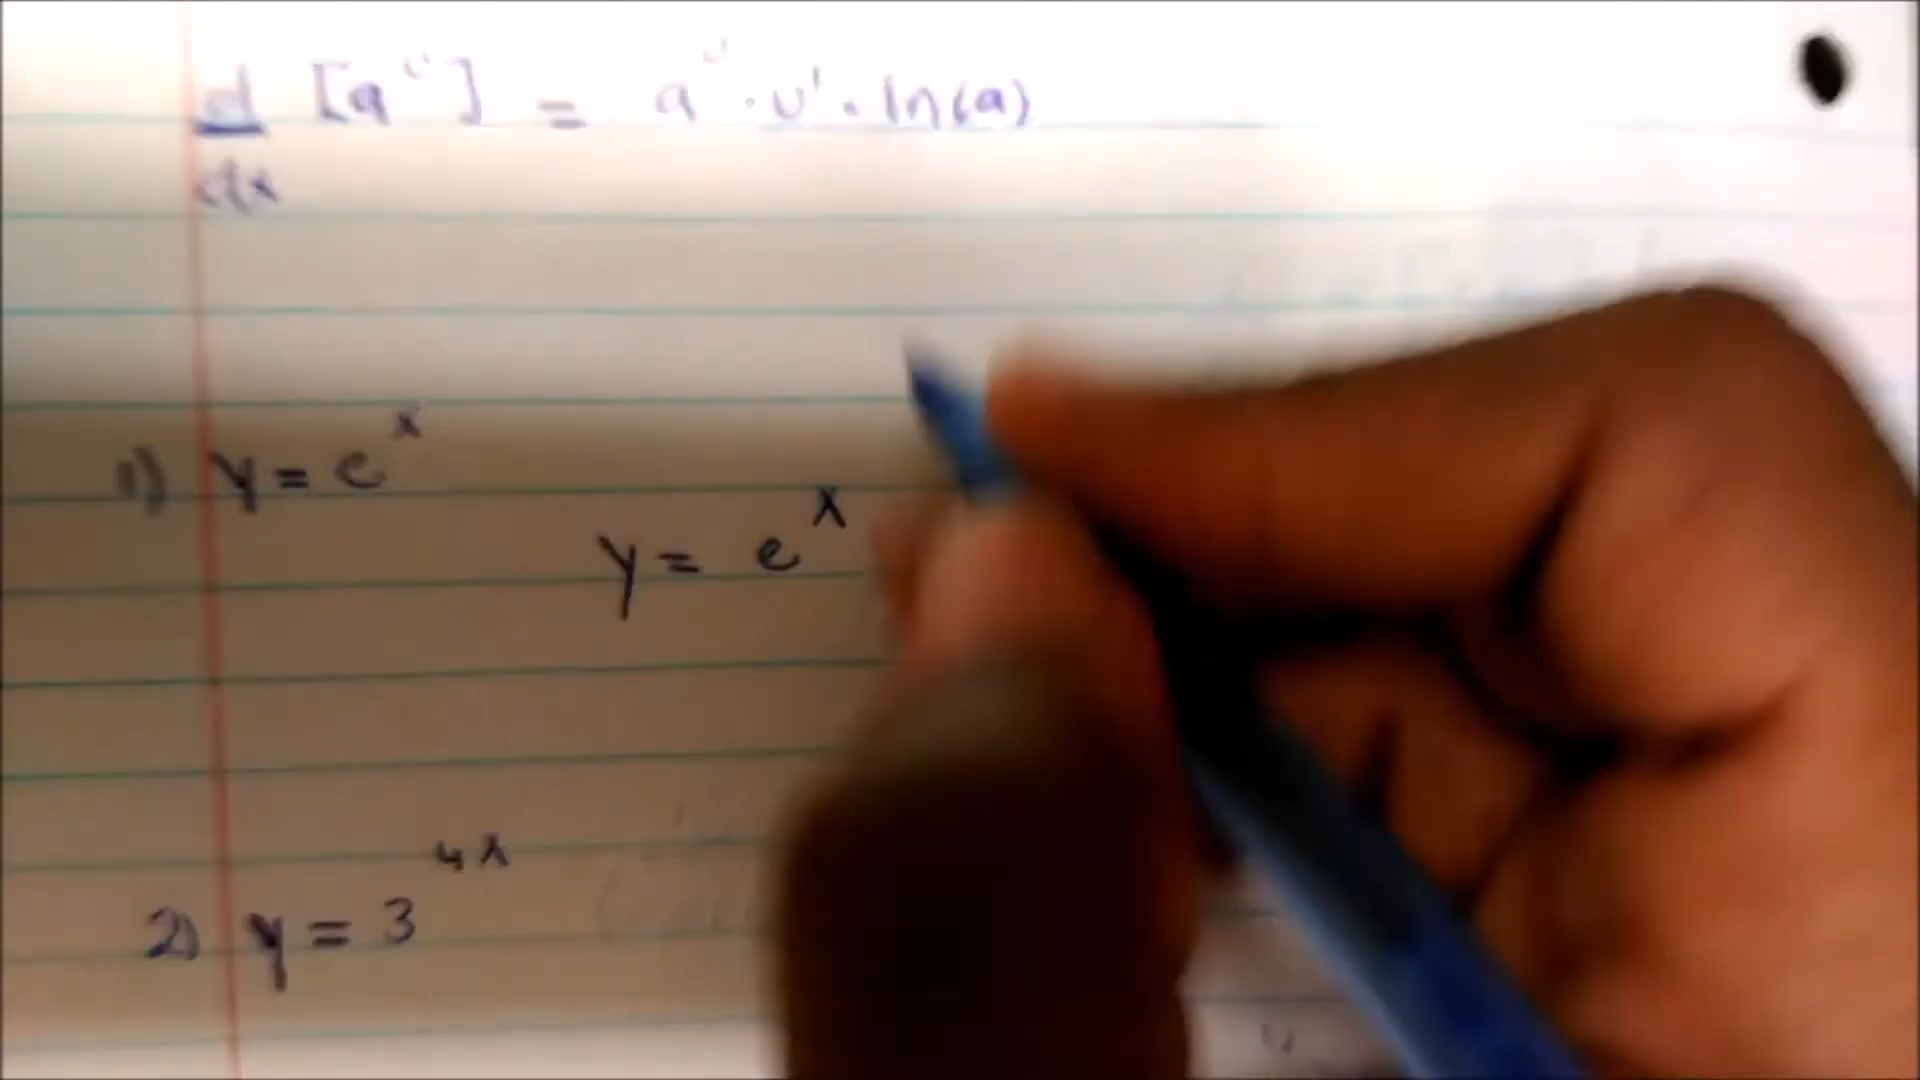 d/dx [a^u] = a^u · u' · ln(a)
1) y = e^x
y = e^x
2) y = 3^4x